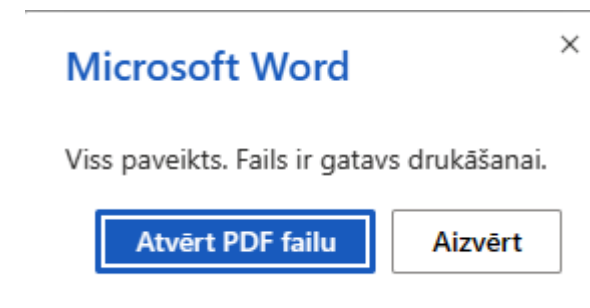 Microsoft Word
Viss paveikts. Fails ir gatavs drukāšanai.
Atvērt PDF failu
Aizvērt